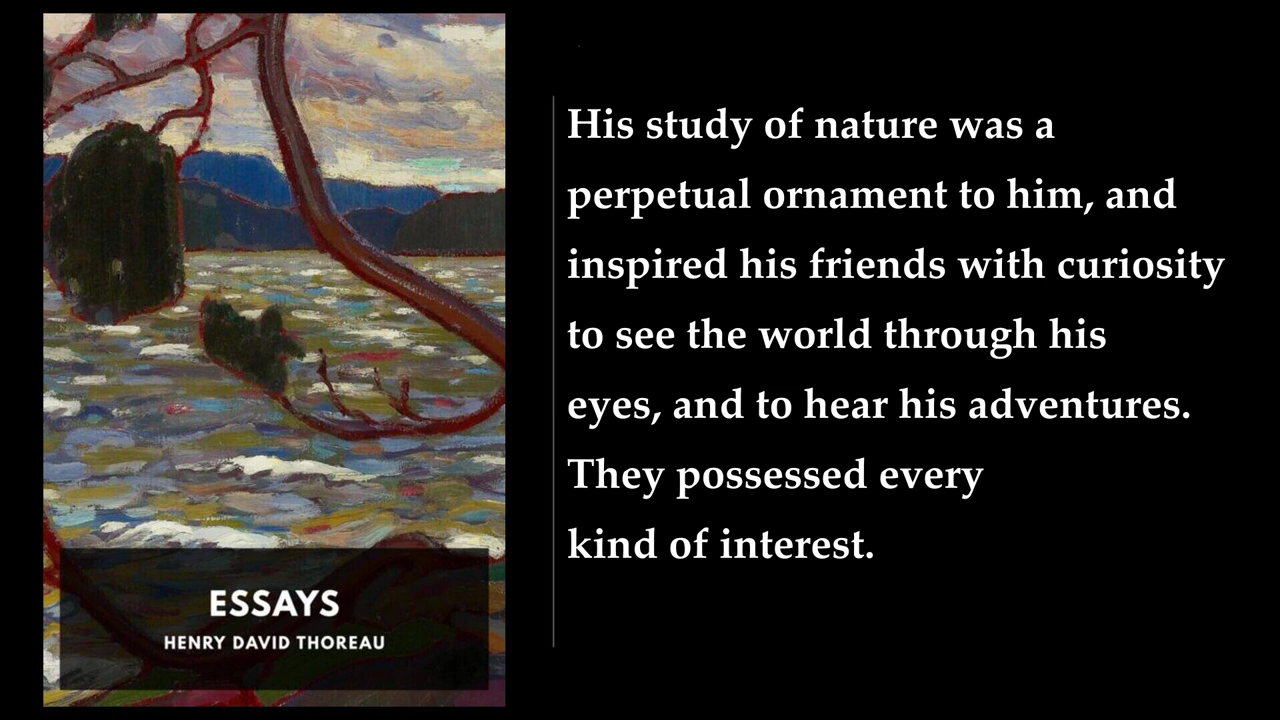 ESSAYS
HENRY DAVID THOREAU
His study of nature was a
perpetual ornament to him, and
inspired his friends with curiosity
to see the world through his
eyes, and to hear his adventures.
They possessed every
kind of interest.